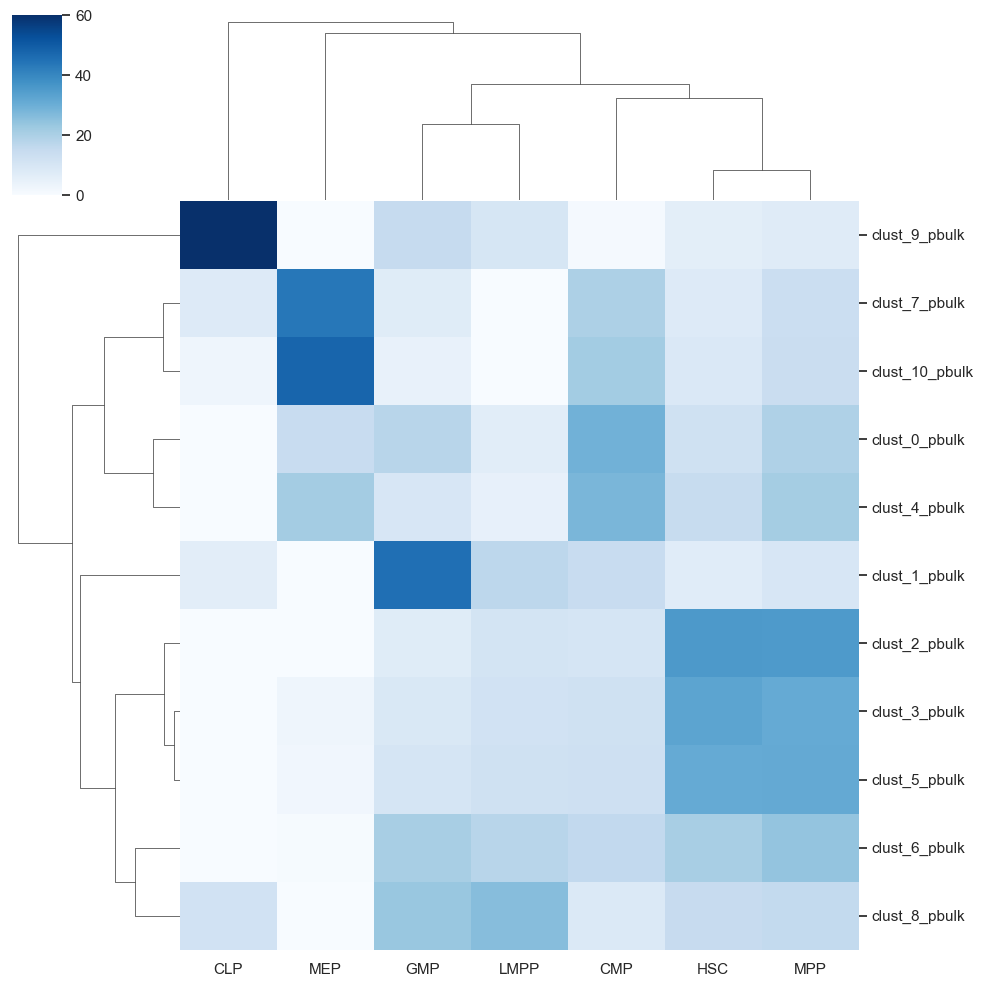 60
40
20
0
clust_9_pbulk
clust_7_pbulk
clust_10_pbulk
clust_0_pbulk
clust_4_pbulk
clust_1_pbulk
clust_2_pbulk
clust_3_pbulk
clust_5_pbulk
clust_6_pbulk
clust_8_pbulk
CLP MEP GMP LMPP CMP HSC MPP